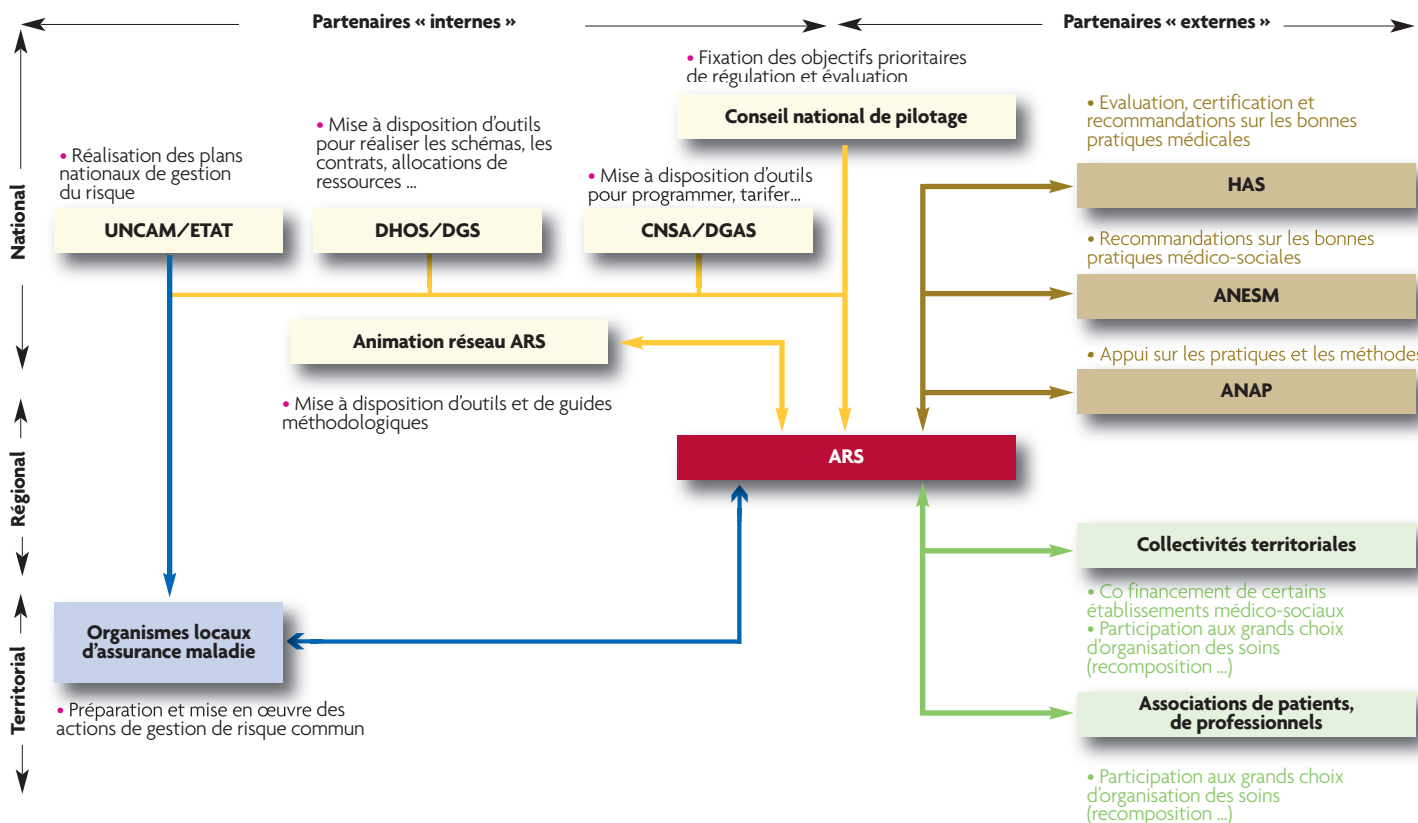 Partenaires « internes »
Partenaires « externes »
National
Régional
Territorial
• Fixation des objectifs prioritaires
de régulation et évaluation
Conseil national de pilotage
• Réalisation des plans
nationaux de gestion
du risque
UNCAM/ETAT
• Mise à disposition d'outils
pour réaliser les schémas, les
contrats, allocations de
ressources ...
DHOS/DGS
• Mise à disposition d'outils
pour programmer, tarifer...
CNSA/DGAS
• Evaluation, certification et
recommandations sur les bonnes
pratiques médicales
HAS
• Recommandations sur les bonnes
pratiques médico-sociales
ANESM
• Appui sur les pratiques et les méthodes
ANAP
Animation réseau ARS
• Mise à disposition d'outils et de guides
méthodologiques
ARS
Organismes locaux
d'assurance maladie
• Préparation et mise en œuvre des
actions de gestion de risque commun
Collectivités territoriales
• Co financement de certains
établissements médico-sociaux
• Participation aux grands choix
d'organisation des soins
(recomposition ...)
Associations de patients,
de professionnels
• Participation aux grands choix
d'organisation des soins
(recomposition ...)